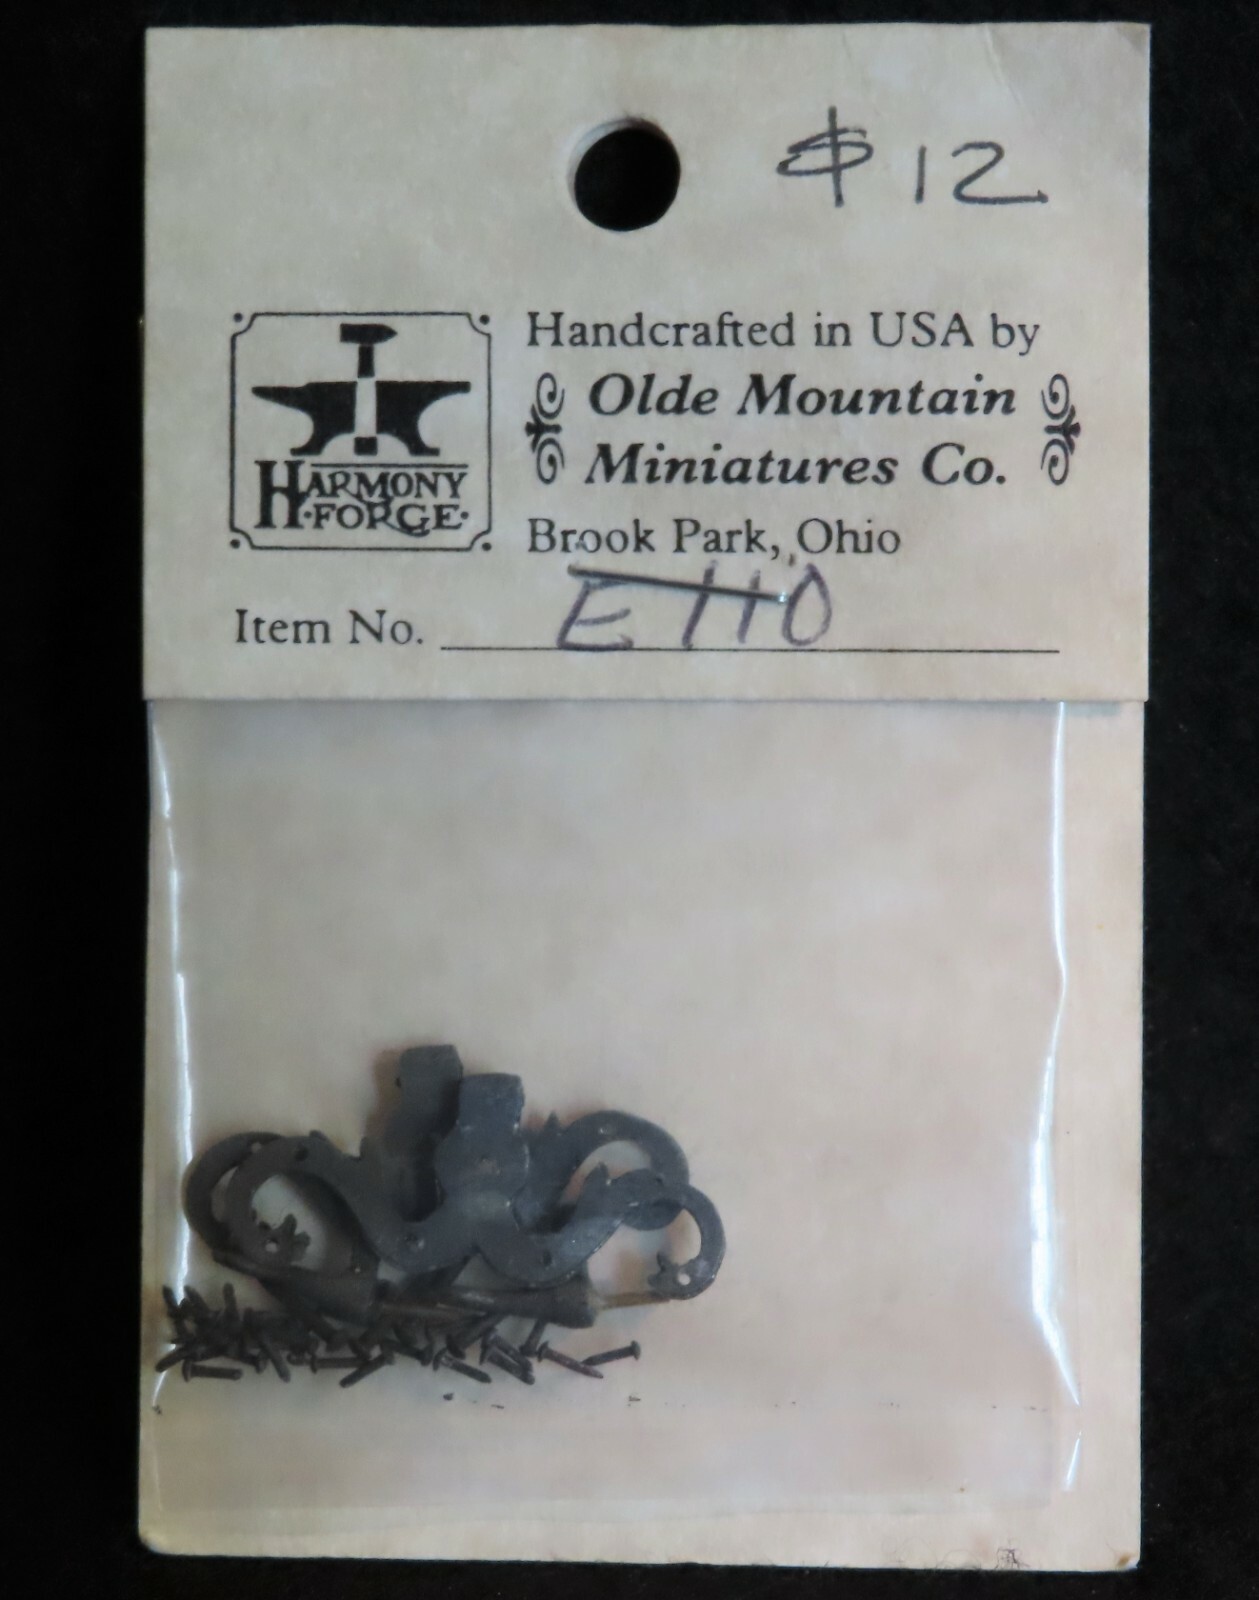 $12
HARMONY
·FORGE·
Handcrafted in USA by
Olde Mountain
Miniatures Co.
Brook Park, Ohio
Item No. E110